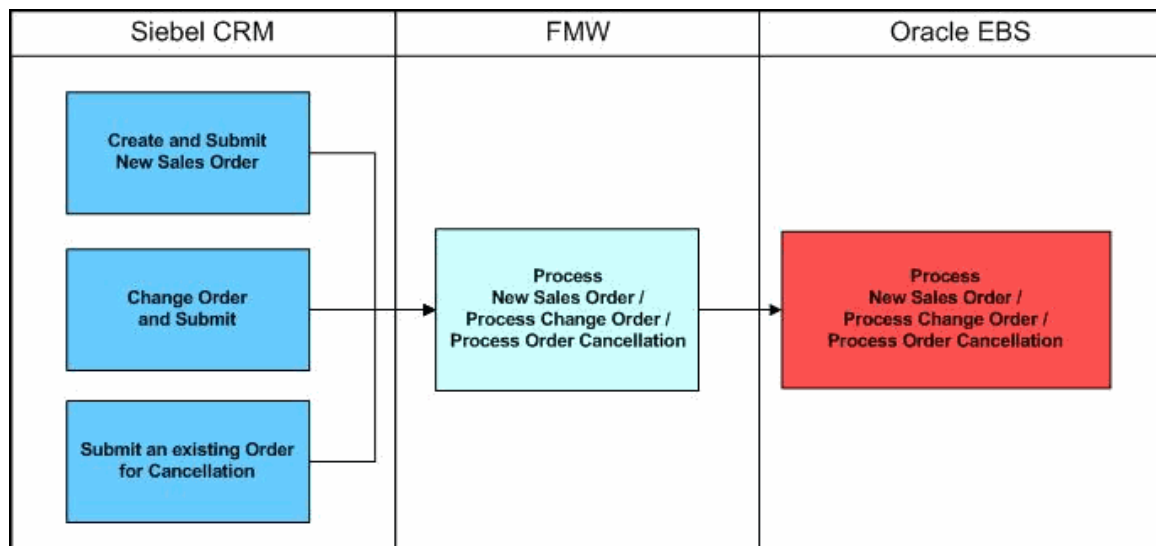 Siebel CRM
FMW
Oracle EBS
Create and Submit
New Sales Order
Change Order
and Submit
Submit an existing Order
for Cancellation
Process
New Sales Order /
Process Change Order /
Process Order Cancellation
Process
New Sales Order /
Process Change Order /
Process Order Cancellation